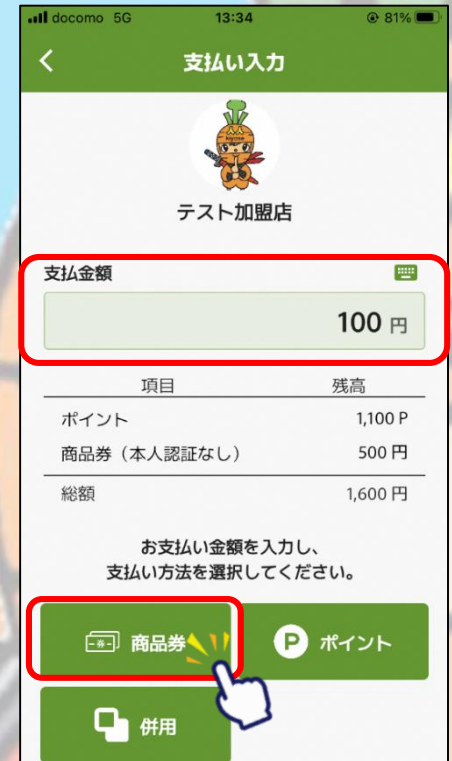 docomo 5G 13:34 81%
支払い入力
kiyose
テスト加盟店
支払金額
100 円
項目 残高
ポイント 1,100 P
商品券（本人認証なし） 500 円
総額 1,600 円
お支払い金額を入力し、
支払い方法を選択してください。
-券- 商品券 P ポイント
併用